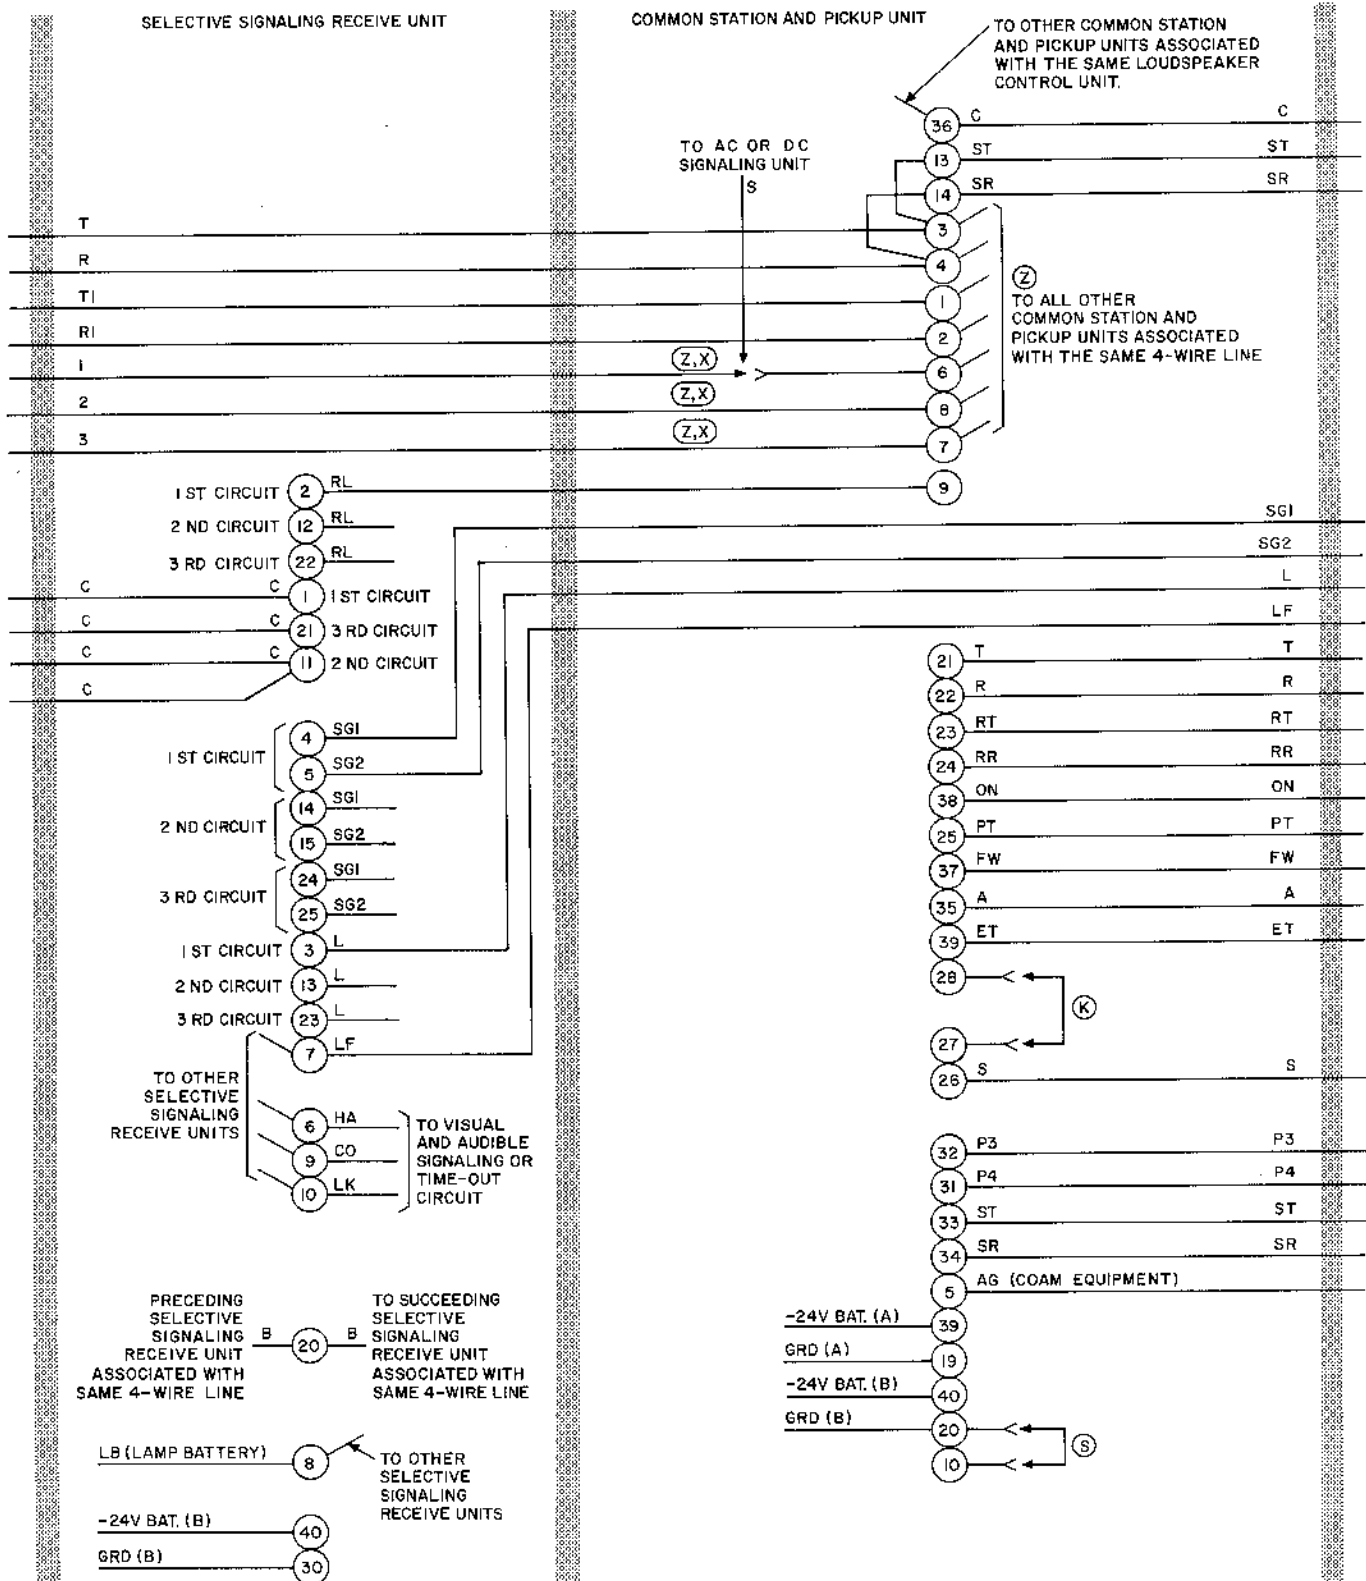 SELECTIVE SIGNALING RECEIVE UNIT
COMMON STATION AND PICKUP UNIT
TO OTHER COMMON STATION
AND PICKUP UNITS ASSOCIATED
WITH THE SAME LOUDSPEAKER
CONTROL UNIT.
36 C C
TO AC OR DC
SIGNALING UNIT
S
13 ST ST
14 SR SR
T 3
R 4
T1 1
R1 2
Z
TO ALL OTHER
COMMON STATION AND
PICKUP UNITS ASSOCIATED
WITH THE SAME 4-WIRE LINE
1 Z,X 6
2 Z,X 8
3 Z,X 7
1 ST CIRCUIT 2 RL 9
2 ND CIRCUIT 12 RL
3 RD CIRCUIT 22 RL
C C 1 1 ST CIRCUIT
C C 21 3 RD CIRCUIT
C C 11 2 ND CIRCUIT
C
SG1
SG2
L
LF
1 ST CIRCUIT
4 SG1
5 SG2
2 ND CIRCUIT
14 SG1
15 SG2
3 RD CIRCUIT
24 SG1
25 SG2
1 ST CIRCUIT 3 L
2 ND CIRCUIT 13 L
3 RD CIRCUIT 23 L
7 LF
TO OTHER
SELECTIVE
SIGNALING
RECEIVE UNITS
6 HA
9 CO
10 LK
TO VISUAL
AND AUDIBLE
SIGNALING OR
TIME-OUT
CIRCUIT
21 T T
22 R R
23 RT RT
24 RR RR
38 ON ON
25 PT PT
37 FW FW
35 A A
39 ET ET
28
K
27
26 S S
32 P3 P3
31 P4 P4
33 ST ST
34 SR SR
5 AG (COAM EQUIPMENT)
-24V BAT. (A) 39
GRD (A) 19
-24V BAT. (B) 40
GRD (B) 20
S
10
PRECEDING
SELECTIVE
SIGNALING
RECEIVE UNIT
ASSOCIATED WITH
SAME 4-WIRE LINE
B 20 B
TO SUCCEEDING
SELECTIVE
SIGNALING
RECEIVE UNIT
ASSOCIATED WITH
SAME 4-WIRE LINE
LB (LAMP BATTERY) 8
TO OTHER
SELECTIVE
SIGNALING
RECEIVE UNITS
-24V BAT. (B) 40
GRD (B) 30